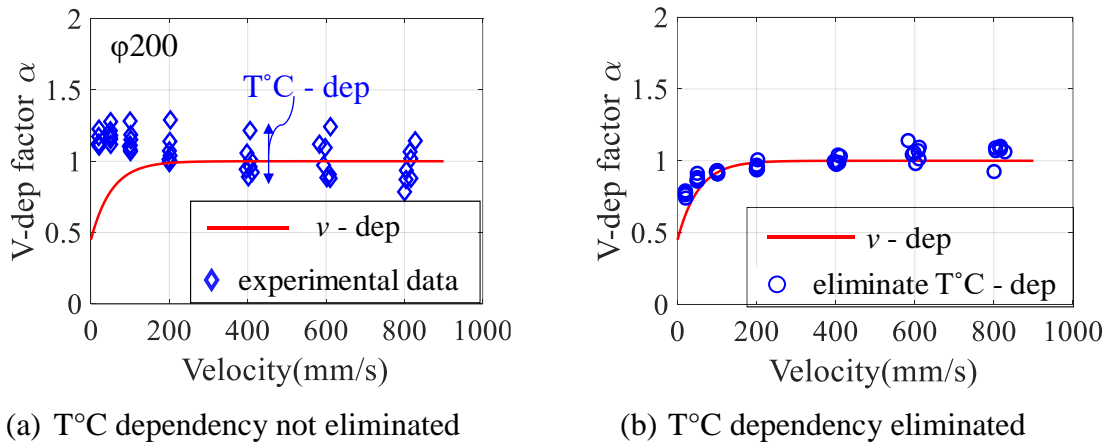 φ200
T°C - dep
2
1.5
1
0.5
0
V-dep factor α
v - dep
experimental data
0 200 400 600 800 1000
Velocity(mm/s)
(a) T°C dependency not eliminated
2
1.5
1
0.5
0
V-dep factor α
v - dep
eliminate T°C - dep
0 200 400 600 800 1000
Velocity(mm/s)
(b) T°C dependency eliminated